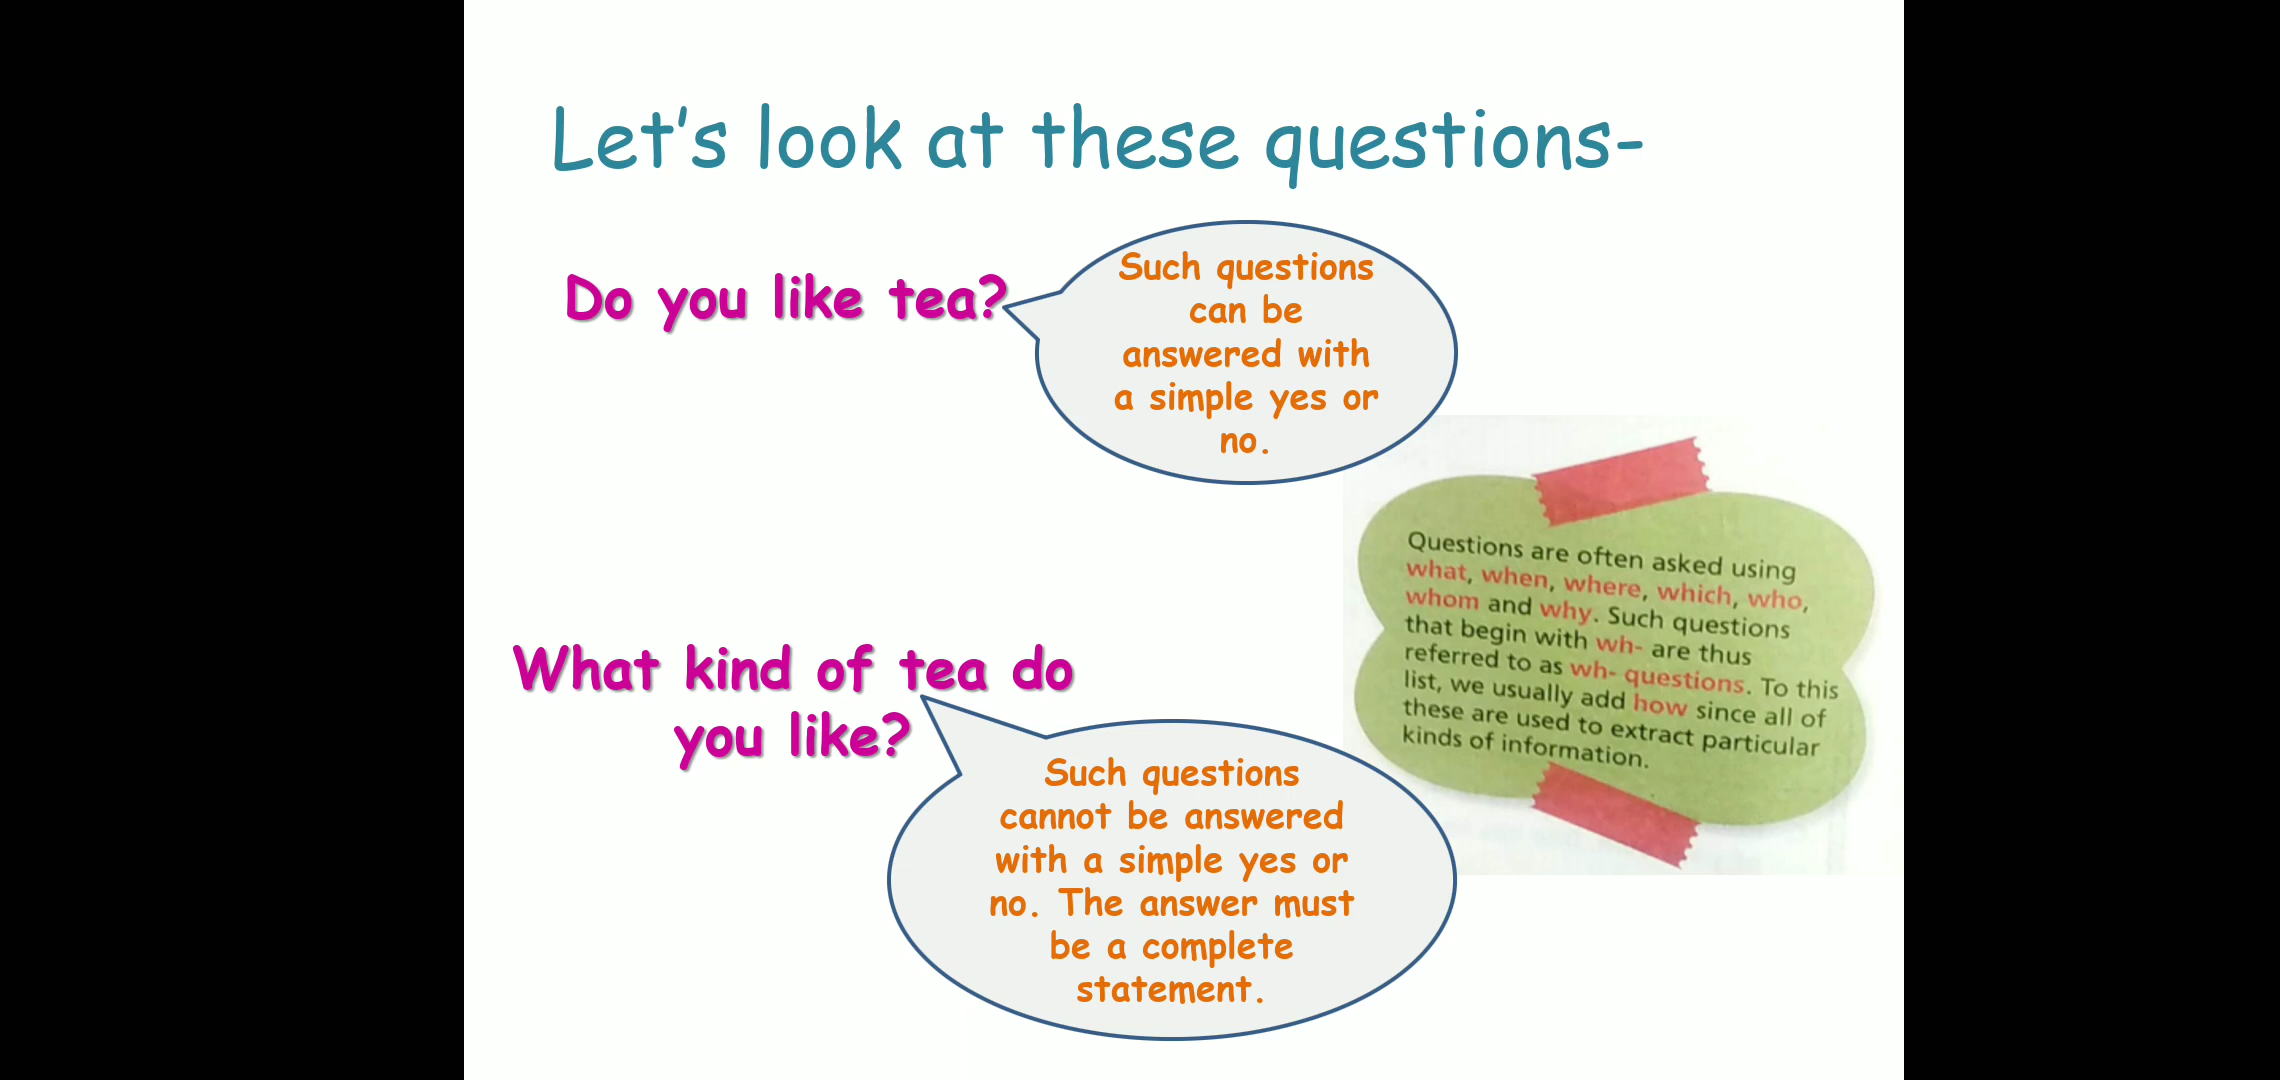 Let's look at these questions-
Do you like tea?
Such questions
can be
answered with
a simple yes or
no.
Questions are often asked using
what, when, where, which, who,
whom and why. Such questions
that begin with wh- are thus
referred to as wh- questions. To this
list, we usually add how since all of
these are used to extract particular
kinds of information.
What kind of tea do
you like?
Such questions
cannot be answered
with a simple yes or
no. The answer must
be a complete
statement.